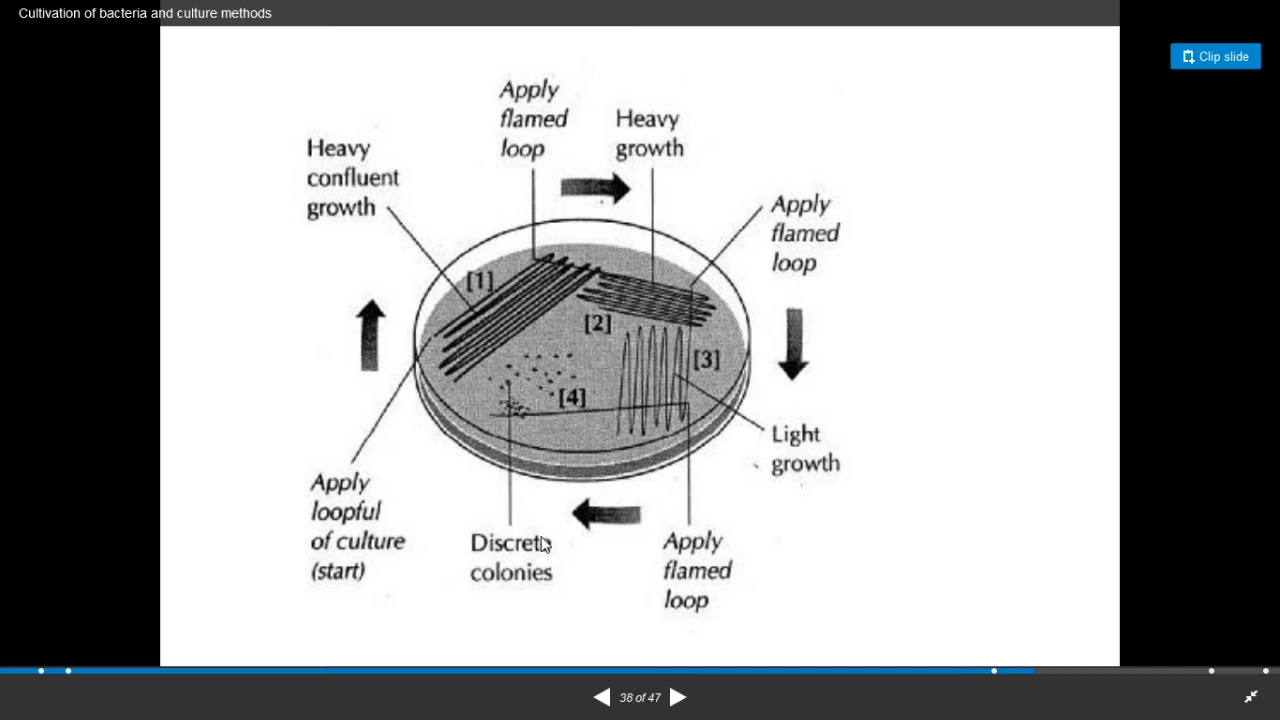 Cultivation of bacteria and culture methods
Clip slide
Apply
flamed
loop
Heavy
growth
Heavy
confluent
growth
Apply
flamed
loop
[1]
[2]
[3]
[4]
Light
growth
Apply
loopful
of culture
(start)
Discrete
colonies
Apply
flamed
loop
38 of 47